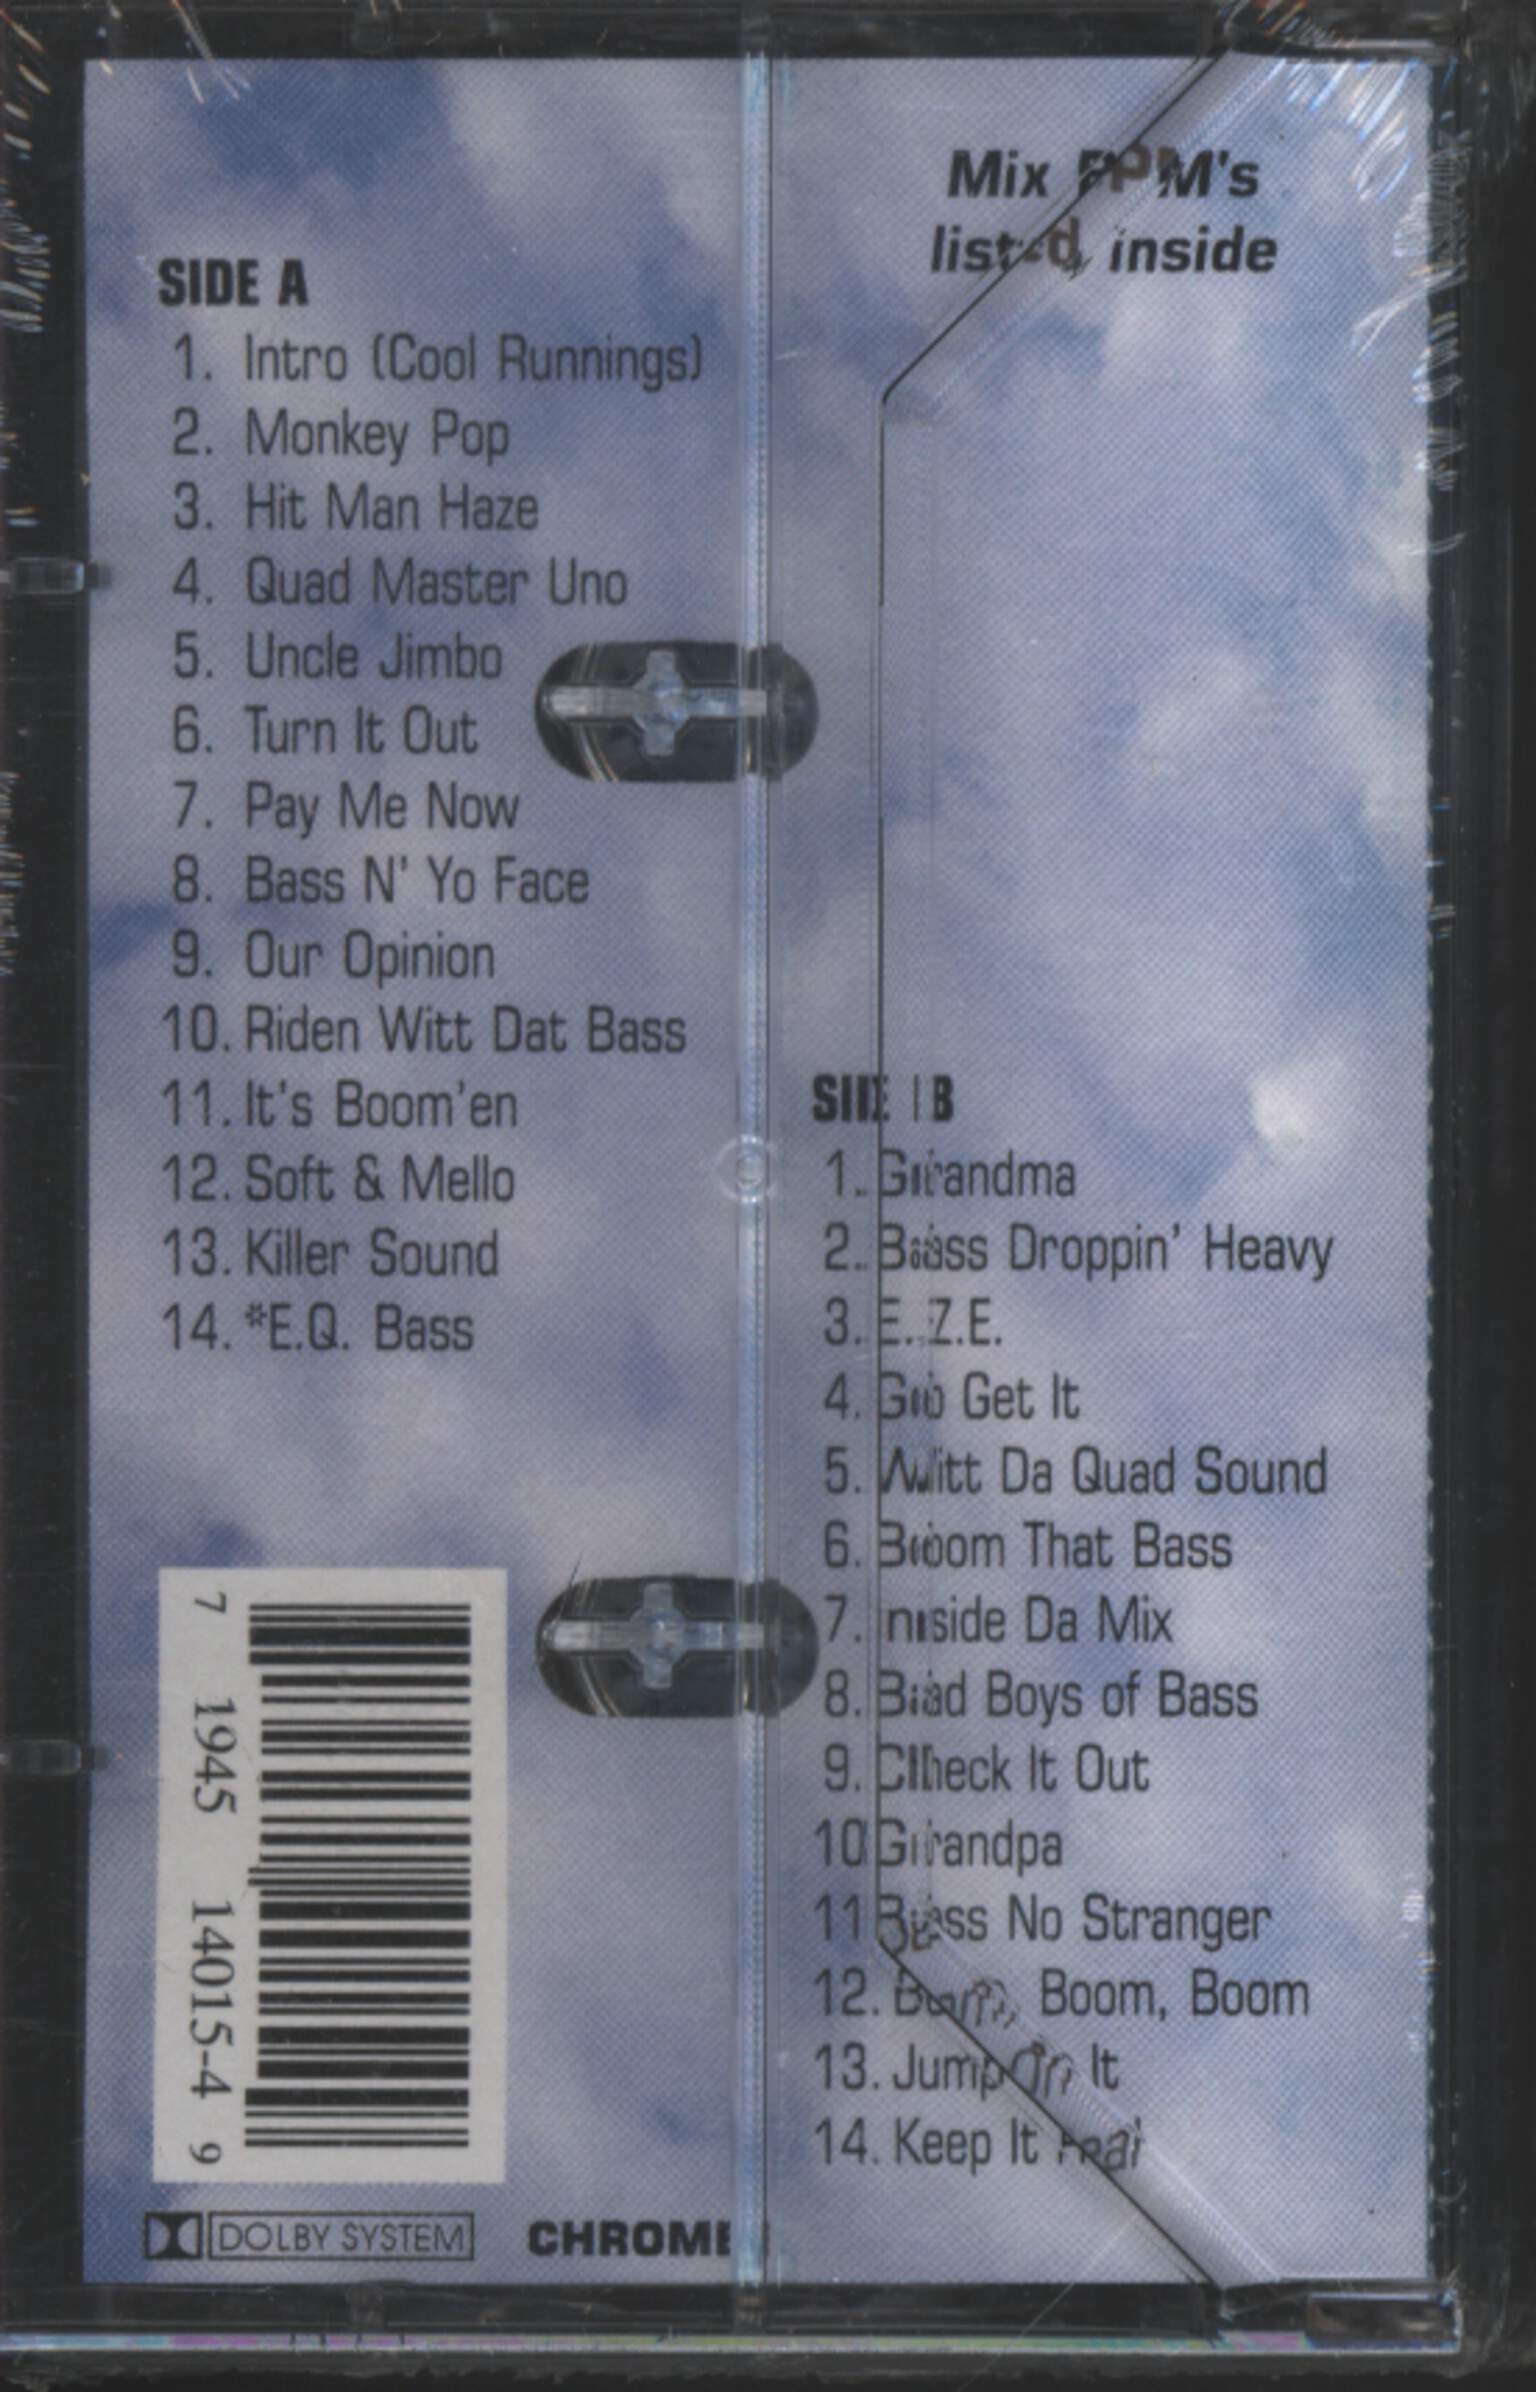 Mix BPM's
listed inside
SIDE A
1. Intro (Cool Runnings)
2. Monkey Pop
3. Hit Man Haze
4. Quad Master Uno
5. Uncle Jimbo
6. Turn It Out
7. Pay Me Now
8. Bass N' Yo Face
9. Our Opinion
10. Riden Witt Dat Bass
11. It's Boom'en
12. Soft & Mello
13. Killer Sound
14. *E.Q. Bass
SIDE B
1. Grandma
2. Bass Droppin' Heavy
3. E.Z.E.
4. Go Get It
5. Witt Da Quad Sound
6. Boom That Bass
7. Inside Da Mix
8. Bad Boys of Bass
9. Check It Out
10. Grandpa
11. Bass No Stranger
12. Boom, Boom, Boom
13. Jump On It
14. Keep It Real
7 1945 14015-4 9
DOLBY SYSTEM
CHROME